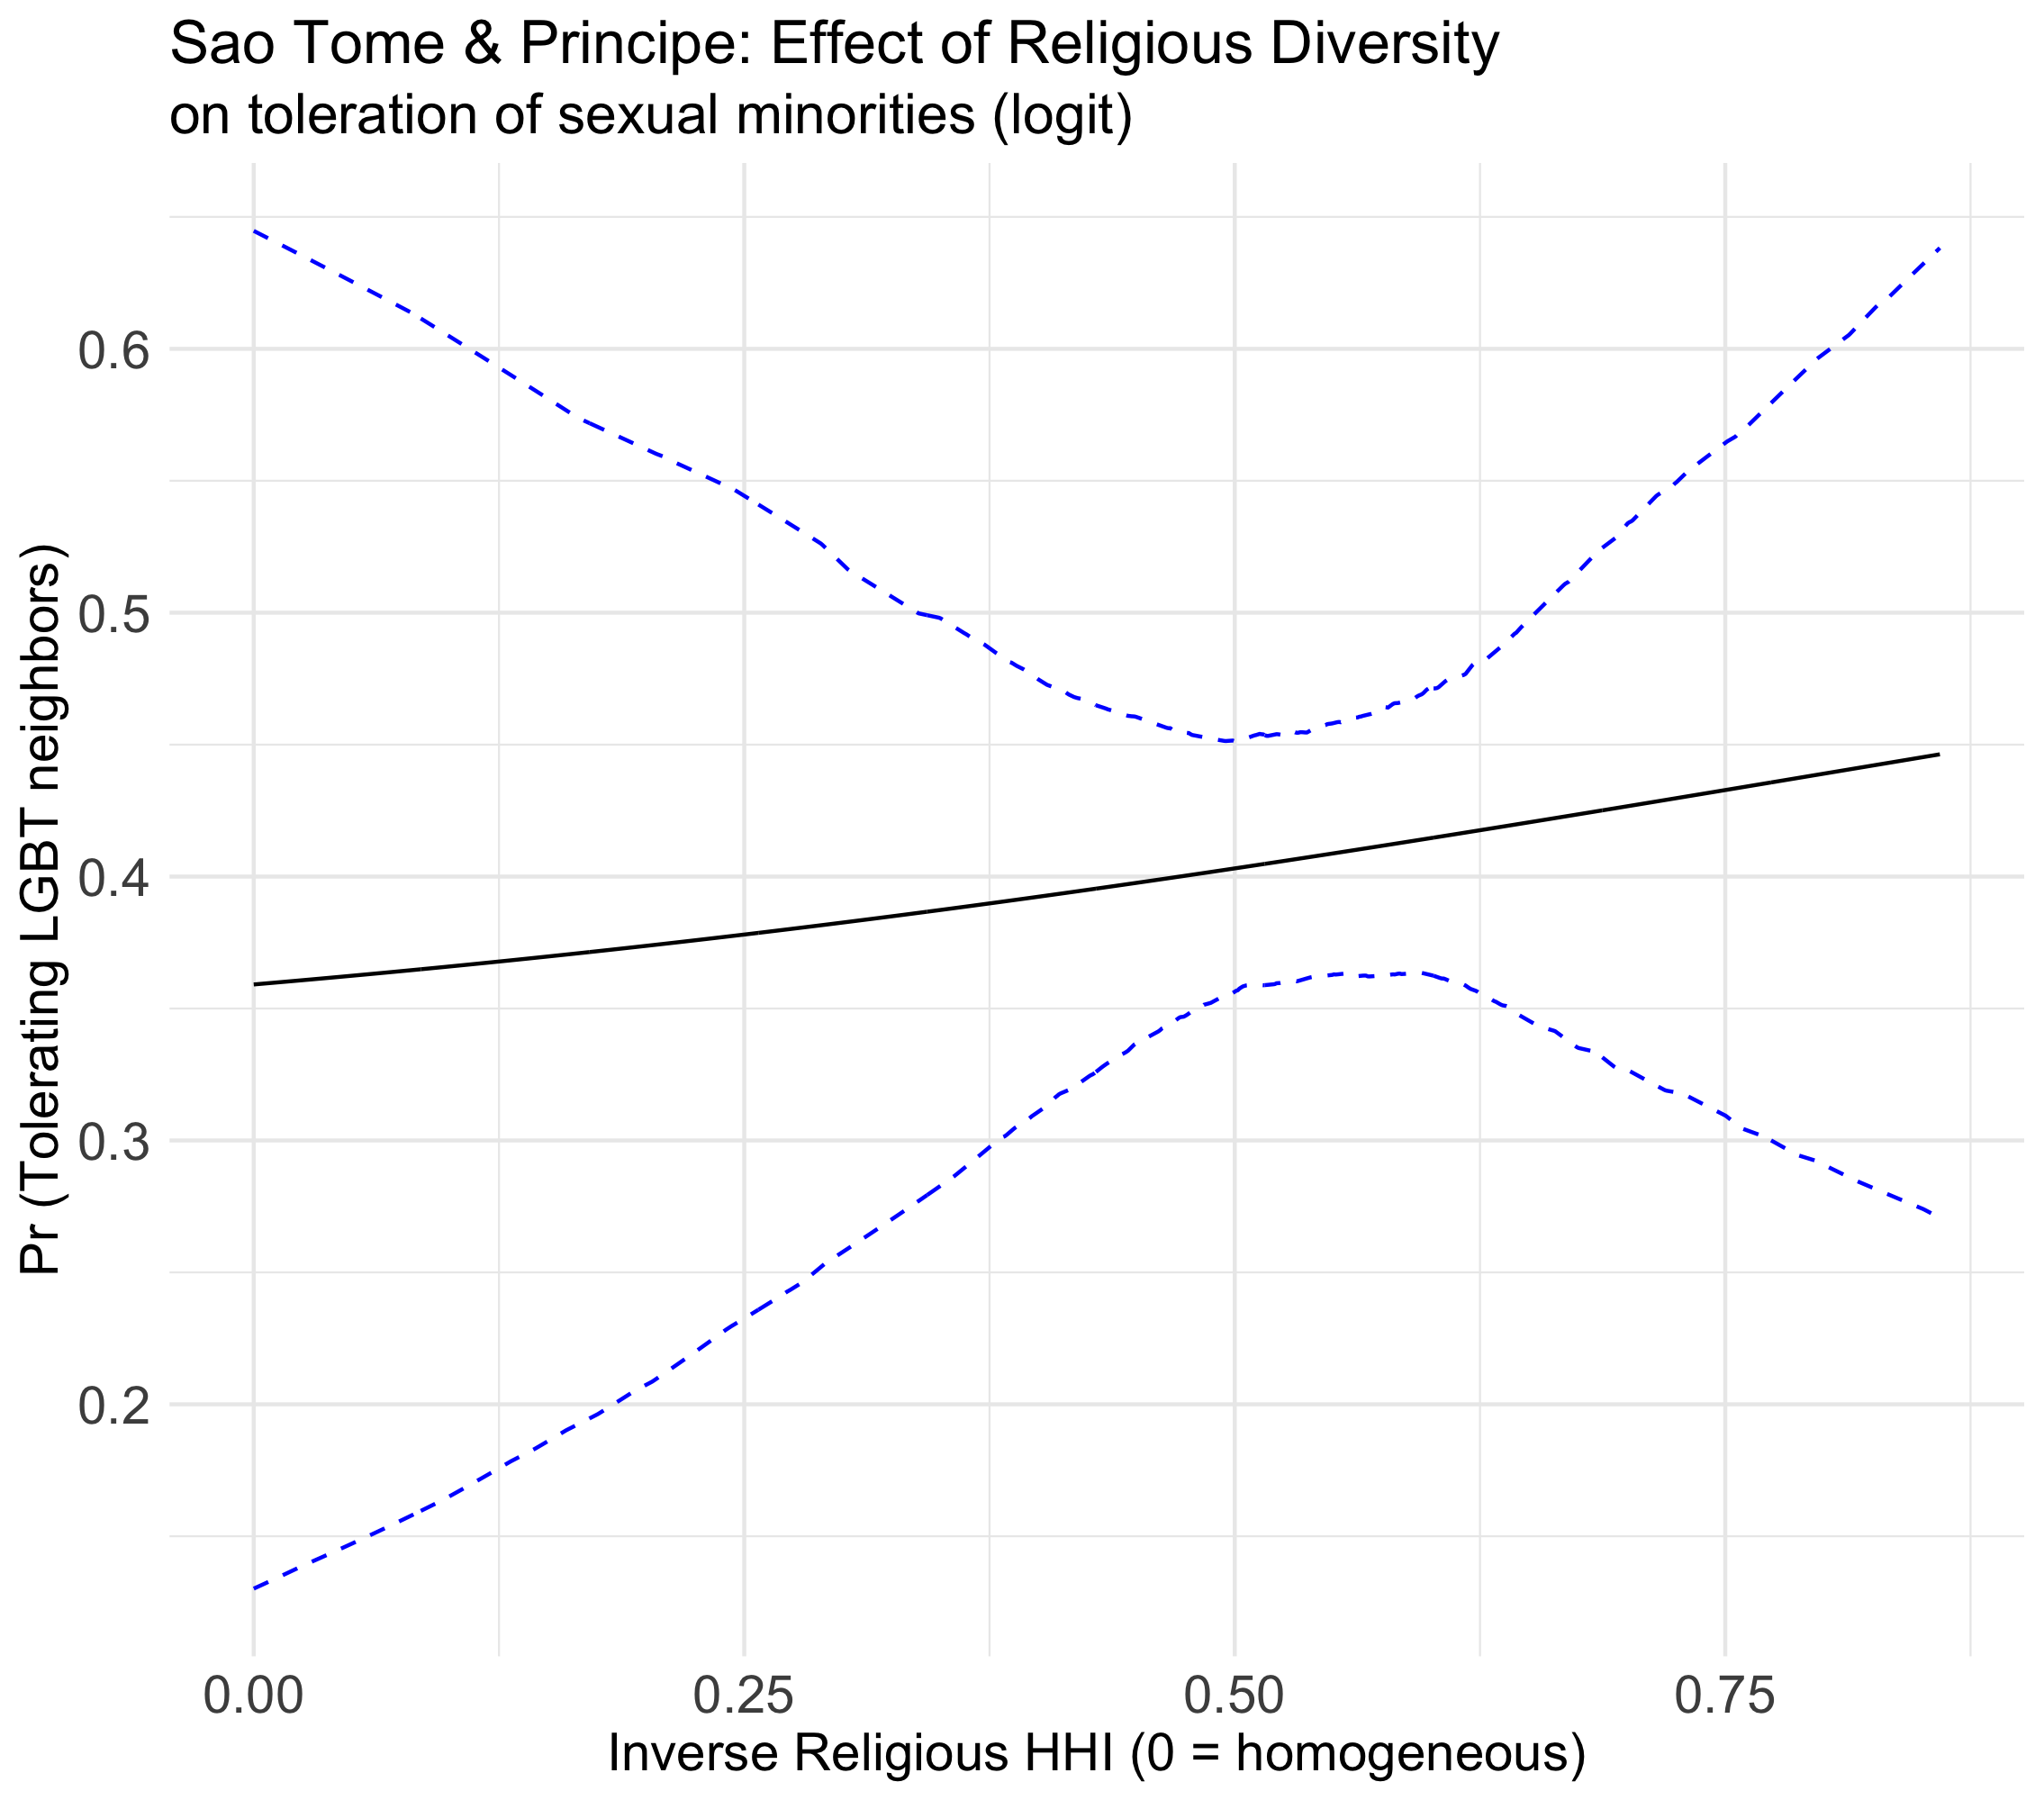 Sao Tome & Principe: Effect of Religious Diversity
on toleration of sexual minorities (logit)
Pr (Tolerating LGBT neighbors)
0.6
0.5
0.4
0.3
0.2
0.00 0.25 0.50 0.75
Inverse Religious HHI (0 = homogeneous)